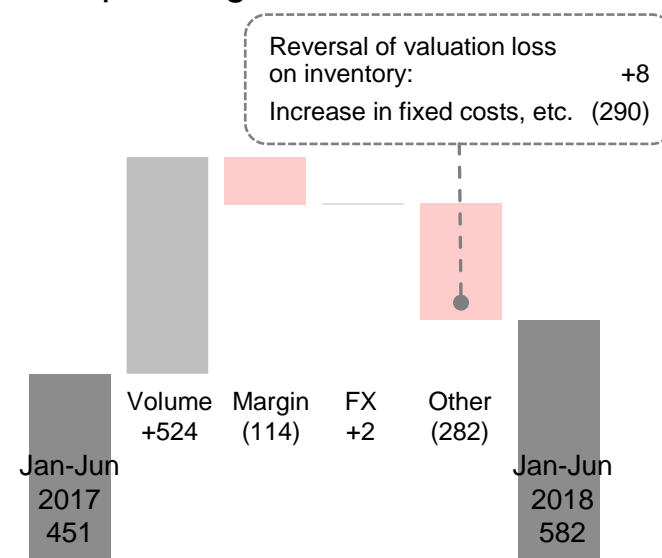 Reversal of valuation loss
on inventory: +8
Increase in fixed costs, etc. (290)
Volume Margin FX Other
+524 (114) +2 (282)
Jan-Jun Jan-Jun
2017 2018
451 582